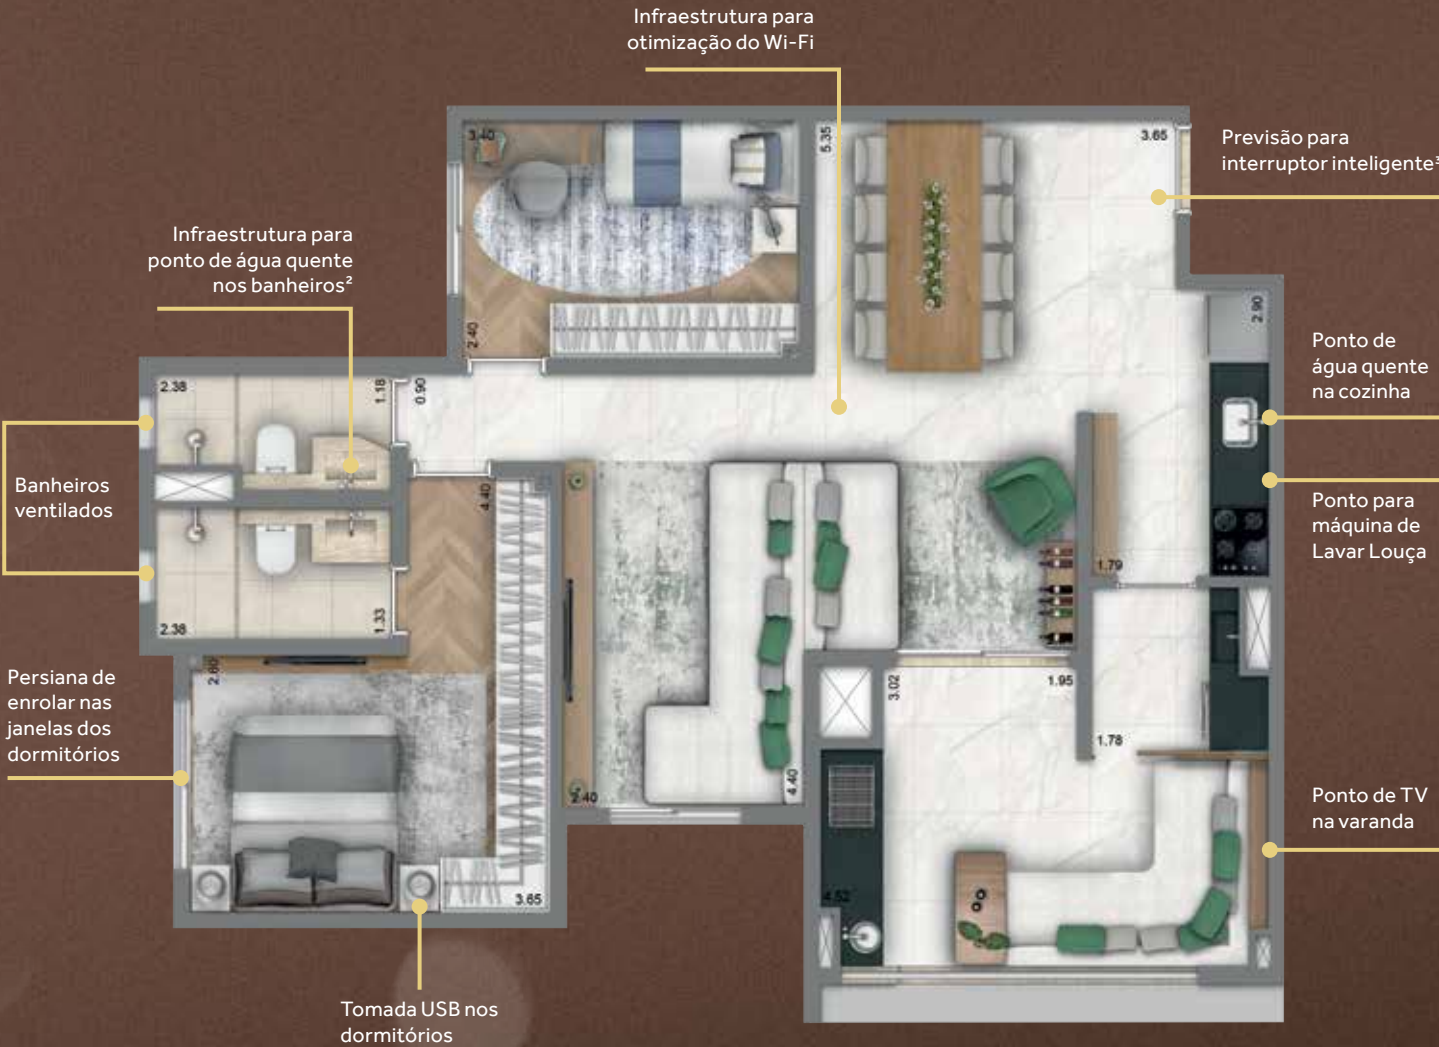 Infraestrutura para
otimização do Wi-Fi
Previsão para
interruptor inteligente³
Infraestrutura para
ponto de água quente
nos banheiros²
Ponto de
água quente
na cozinha
Banheiros
ventilados
Ponto para
máquina de
Lavar Louça
Persiana de
enrolar nas
janelas dos
dormitórios
Ponto de TV
na varanda
Tomada USB nos
dormitórios
3.40
5.35
3.65
2.40
2.90
2.38
1.18
0.90
4.40
1.79
2.38
1.33
2.60
3.02
1.95
1.78
2.40
4.40
3.65
4.52